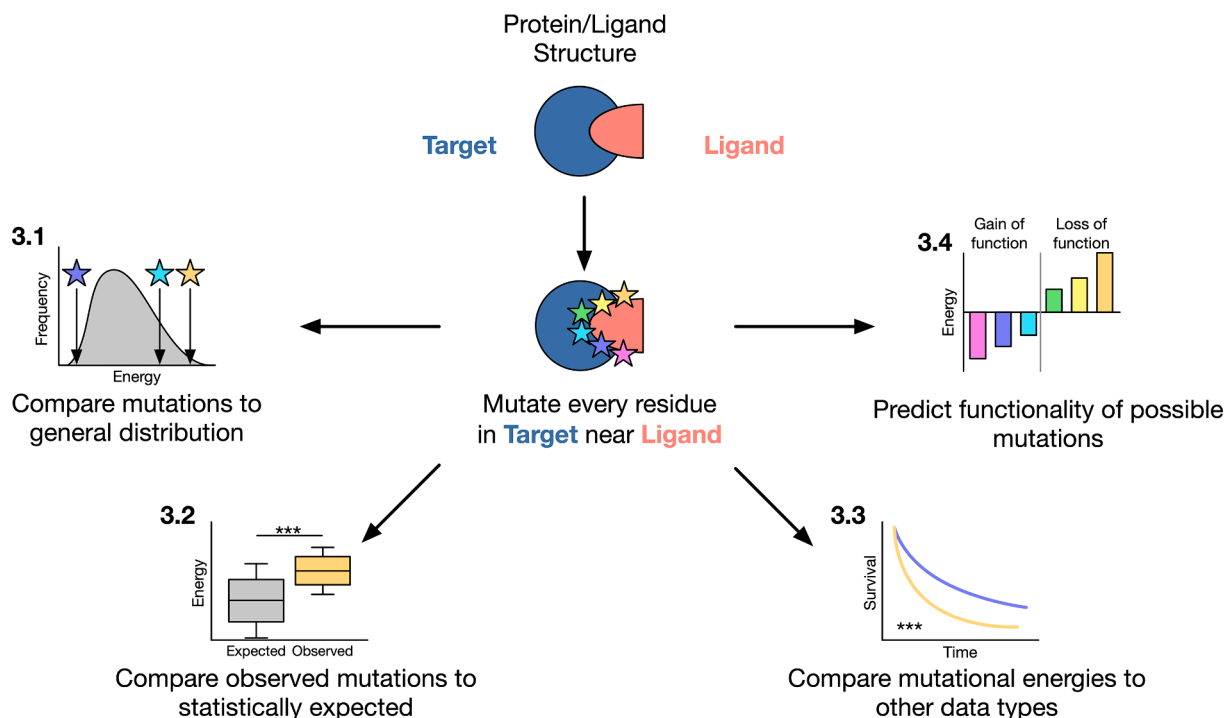 Protein/Ligand
Structure
Target
Ligand
3.1
Frequency
Energy
Compare mutations to
general distribution
Mutate every residue
in Target near Ligand
3.4
Gain of
function
Loss of
function
Energy
Predict functionality of possible
mutations
3.2
***
Energy
Expected
Observed
Compare observed mutations to
statistically expected
3.3
Survival
***
Time
Compare mutational energies to
other data types